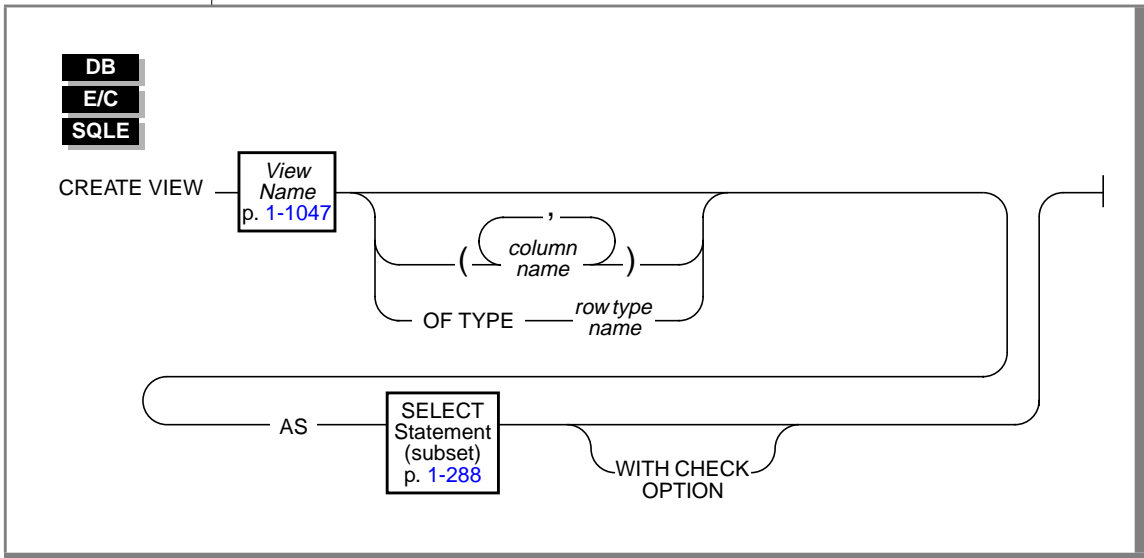 DB
E/C
SQLE
CREATE VIEW
View
Name
p. 1-1047
,
( column
name )
OF TYPE row type
name
AS
SELECT
Statement
(subset)
p. 1-288
WITH CHECK
OPTION